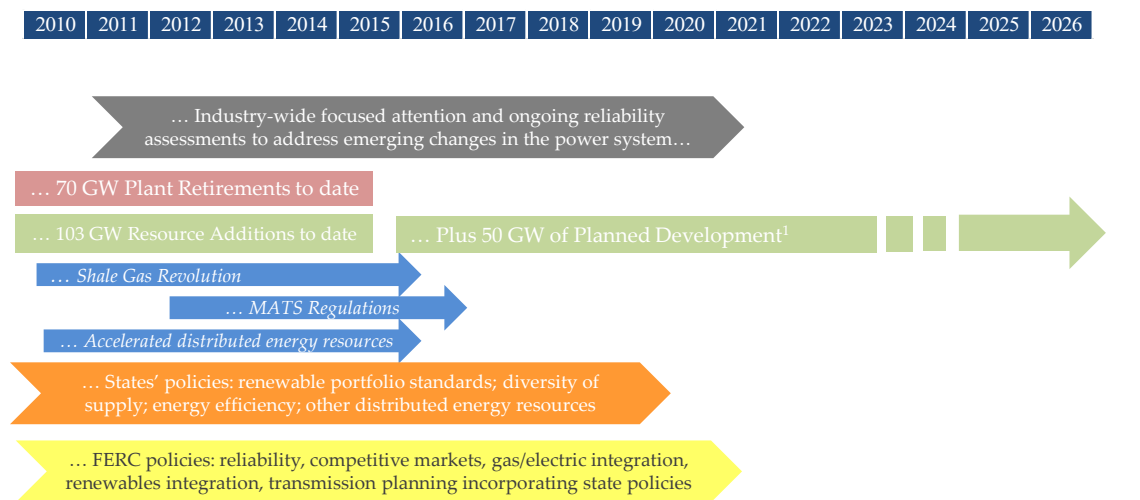 2010 2011 2012 2013 2014 2015 2016 2017 2018 2019 2020 2021 2022 2023 2024 2025 2026
… Industry-wide focused attention and ongoing reliability
assessments to address emerging changes in the power system…
… 70 GW Plant Retirements to date
… 103 GW Resource Additions to date … Plus 50 GW of Planned Development¹
… Shale Gas Revolution
… MATS Regulations
… Accelerated distributed energy resources
… States’ policies: renewable portfolio standards; diversity of
supply; energy efficiency; other distributed energy resources
… FERC policies: reliability, competitive markets, gas/electric integration,
renewables integration, transmission planning incorporating state policies